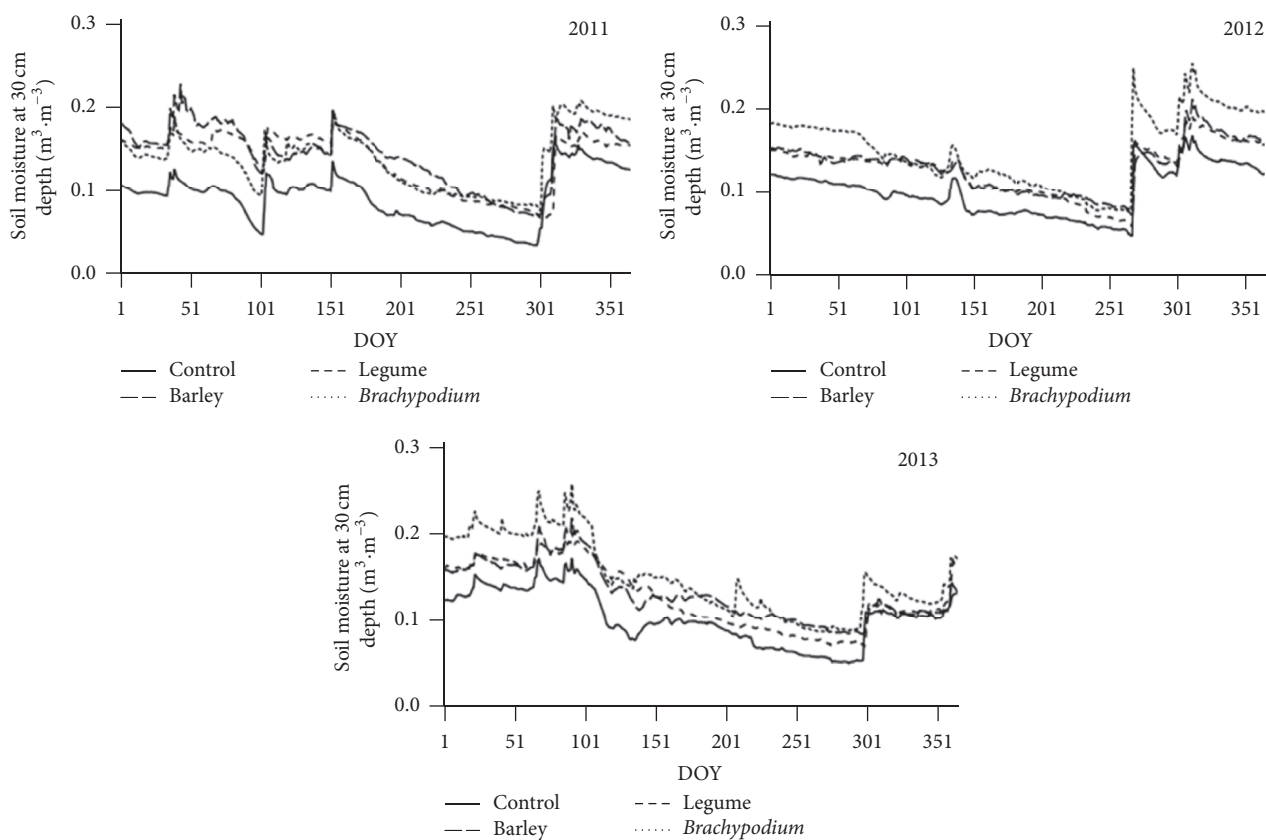 Soil moisture at 30 cm
depth (m³·m⁻³)
0.3
0.2
0.1
0.0
2011
1 51 101 151 201 251 301 351
DOY
Control Legume
Barley Brachypodium
Soil moisture at 30 cm
depth (m³·m⁻³)
0.3
0.2
0.1
0.0
2012
1 51 101 151 201 251 301 351
DOY
Control Legume
Barley Brachypodium
Soil moisture at 30 cm
depth (m³·m⁻³)
0.3
0.2
0.1
0.0
2013
1 51 101 151 201 251 301 351
DOY
Control Legume
Barley Brachypodium